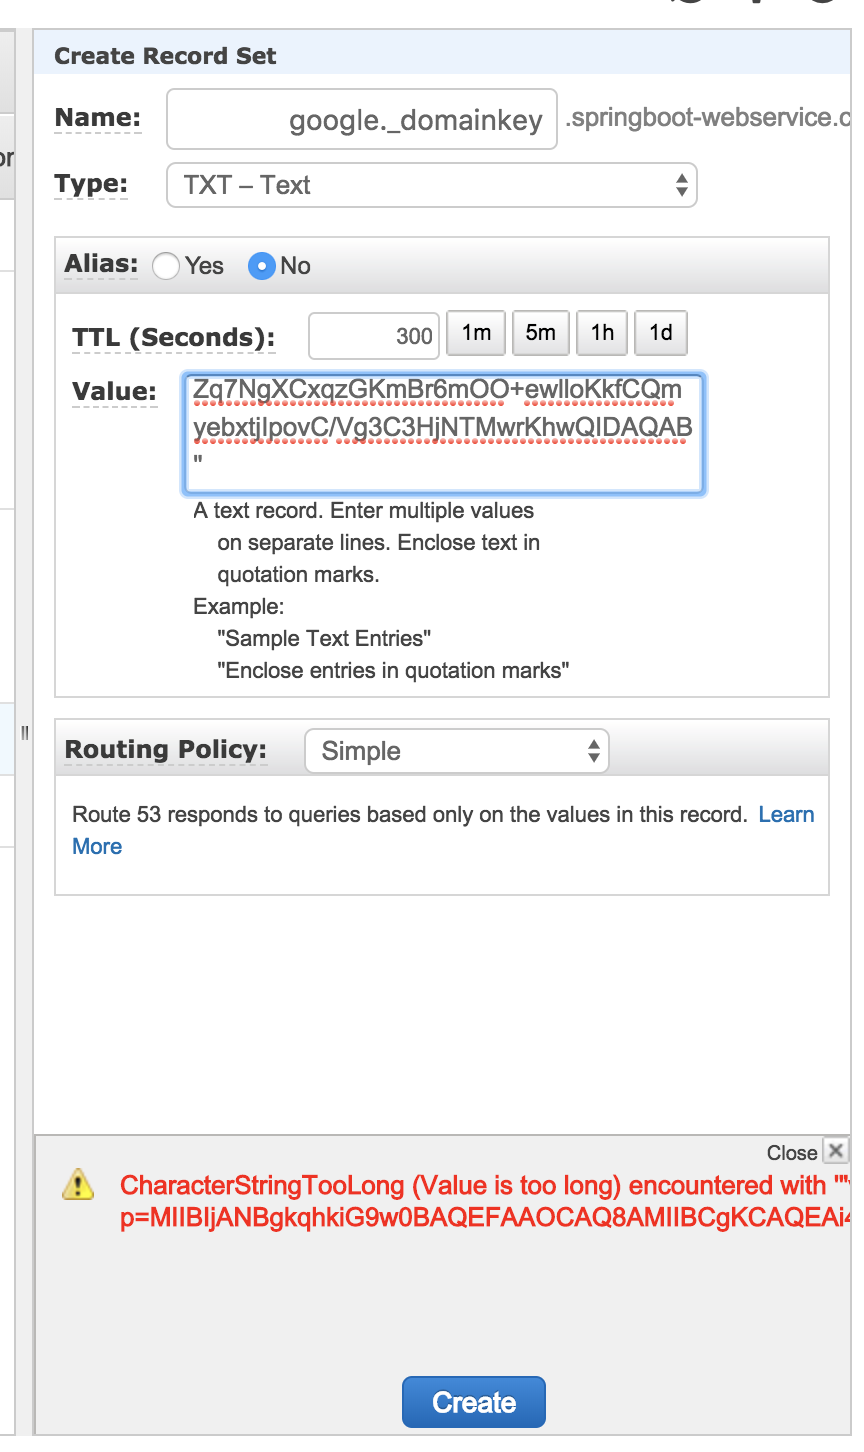 Create Record Set
Name: google._domainkey .springboot-webservice.c
Type: TXT – Text
Alias: Yes No
TTL (Seconds): 300 1m 5m 1h 1d
Value: Zq7NgXCxqzGKmBr6mOO+ewlloKkfCQm
yebxtjlpovC/Vg3C3HjNTMwrKhwQIDAQAB
"
A text record. Enter multiple values
on separate lines. Enclose text in
quotation marks.
Example:
"Sample Text Entries"
"Enclose entries in quotation marks"
Routing Policy: Simple
Route 53 responds to queries based only on the values in this record. Learn
More
Close
CharacterStringTooLong (Value is too long) encountered with '"
p=MIIBIjANBgkqhkiG9w0BAQEFAAOCAQ8AMIIBCgKCAQEAi4
Create